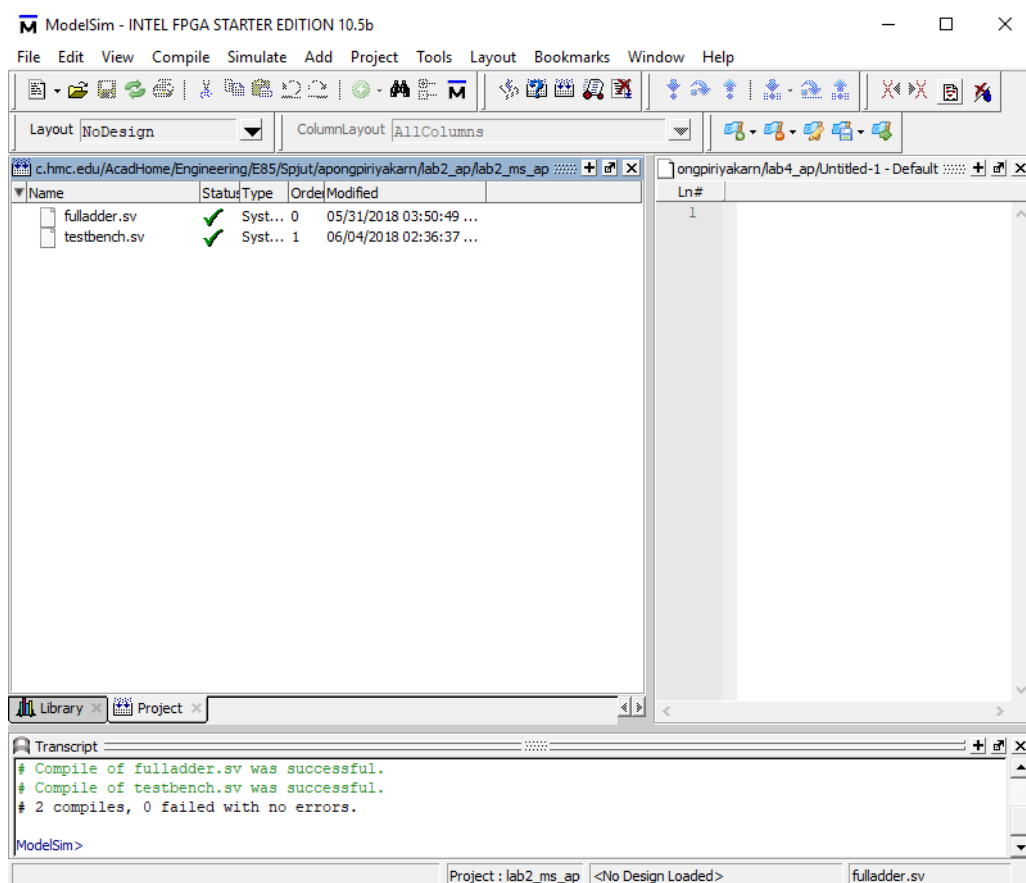 ModelSim - INTEL FPGA STARTER EDITION 10.5b
File Edit View Compile Simulate Add Project Tools Layout Bookmarks Window Help
Layout NoDesign ColumnLayout AllColumns
c.hmc.edu/AcadHome/Engineering/E85/Spjut/apongpiriyakarn/lab2_ap/lab2_ms_ap
ongpiriyakarn/lab4_ap/Untitled-1 - Default
Name Status Type Order Modified
Ln#
fulladder.sv Syst... 0 05/31/2018 03:50:49 ...
1
testbench.sv Syst... 1 06/04/2018 02:36:37 ...
Library Project
Transcript
# Compile of fulladder.sv was successful.
# Compile of testbench.sv was successful.
# 2 compiles, 0 failed with no errors.
ModelSim>
Project : lab2_ms_ap <No Design Loaded> fulladder.sv